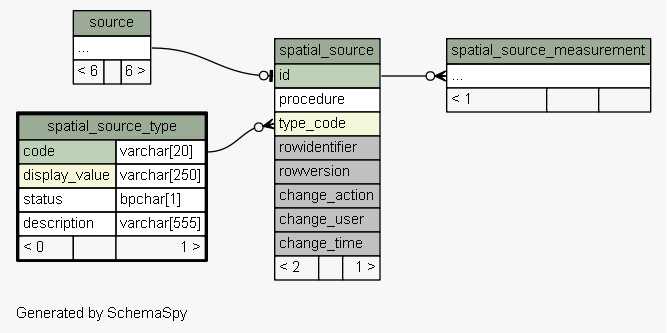 source
...
< 6 6 >
spatial_source_type
code varchar[20]
display_value varchar[250]
status bpchar[1]
description varchar[555]
< 0 1 >
spatial_source
id
procedure
type_code
rowidentifier
rowversion
change_action
change_user
change_time
< 2 1 >
spatial_source_measurement
...
< 1
Generated by SchemaSpy